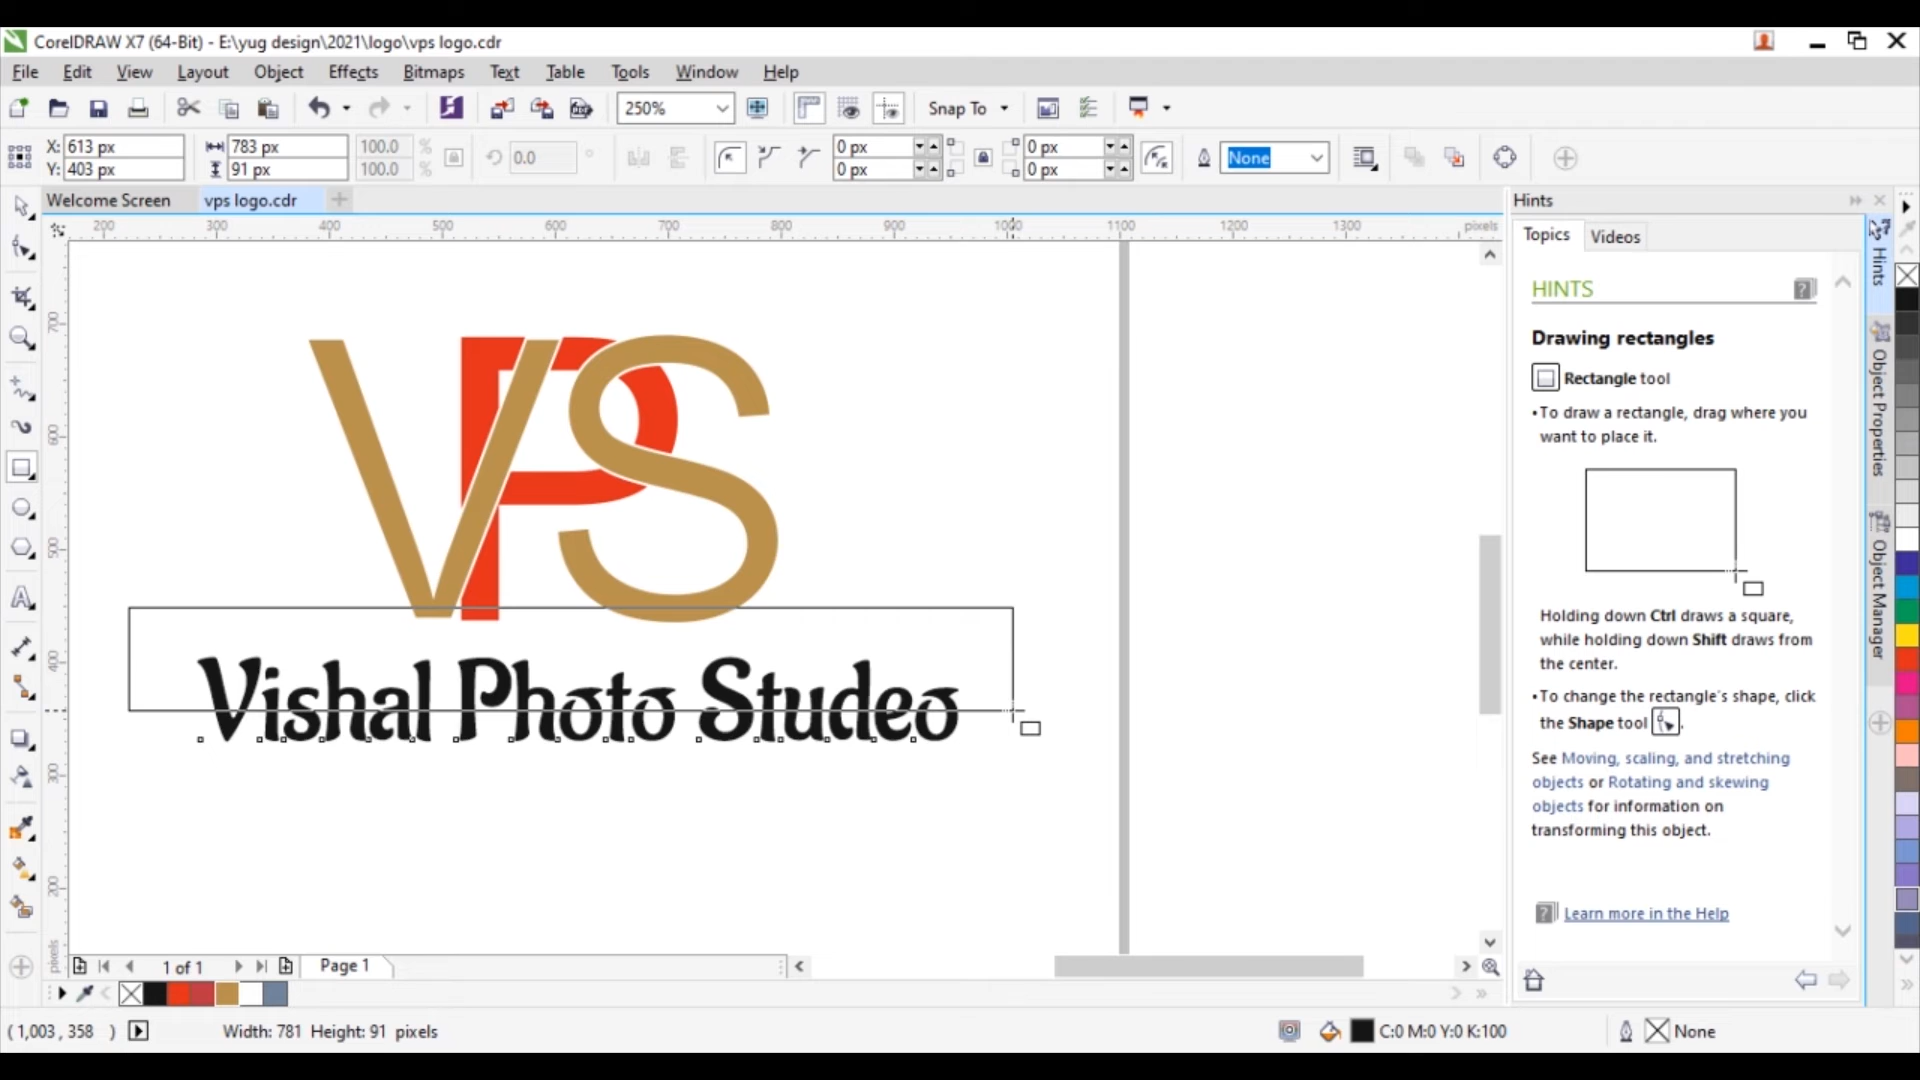 CorelDRAW X7 (64-Bit) - E:\yug design\2021\logo\vps logo.cdr
File Edit View Layout Object Effects Bitmaps Text Table Tools Window Help
250% Snap To
X: 613 px 783 px 100.0 % 0.0 ° 0 px 0 px None
Y: 403 px 91 px 100.0 % 0 px 0 px
Welcome Screen vps logo.cdr
200 300 400 500 600 700 800 900 1000 1100 1200 1300 pixels
700
600
500
400
300
200
pixels
VPS
Vishal Photo Studeo
Hints
Topics Videos
HINTS
Drawing rectangles
Rectangle tool
•To draw a rectangle, drag where you
want to place it.
Holding down Ctrl draws a square,
while holding down Shift draws from
the center.
•To change the rectangle's shape, click
the Shape tool .
See Moving, scaling, and stretching
objects or Rotating and skewing
objects for information on
transforming this object.
Learn more in the Help
Hints
Object Properties
Object Manager
1 of 1 Page 1
( 1,003 , 358 ) Width: 781 Height: 91 pixels C:0 M:0 Y:0 K:100 None